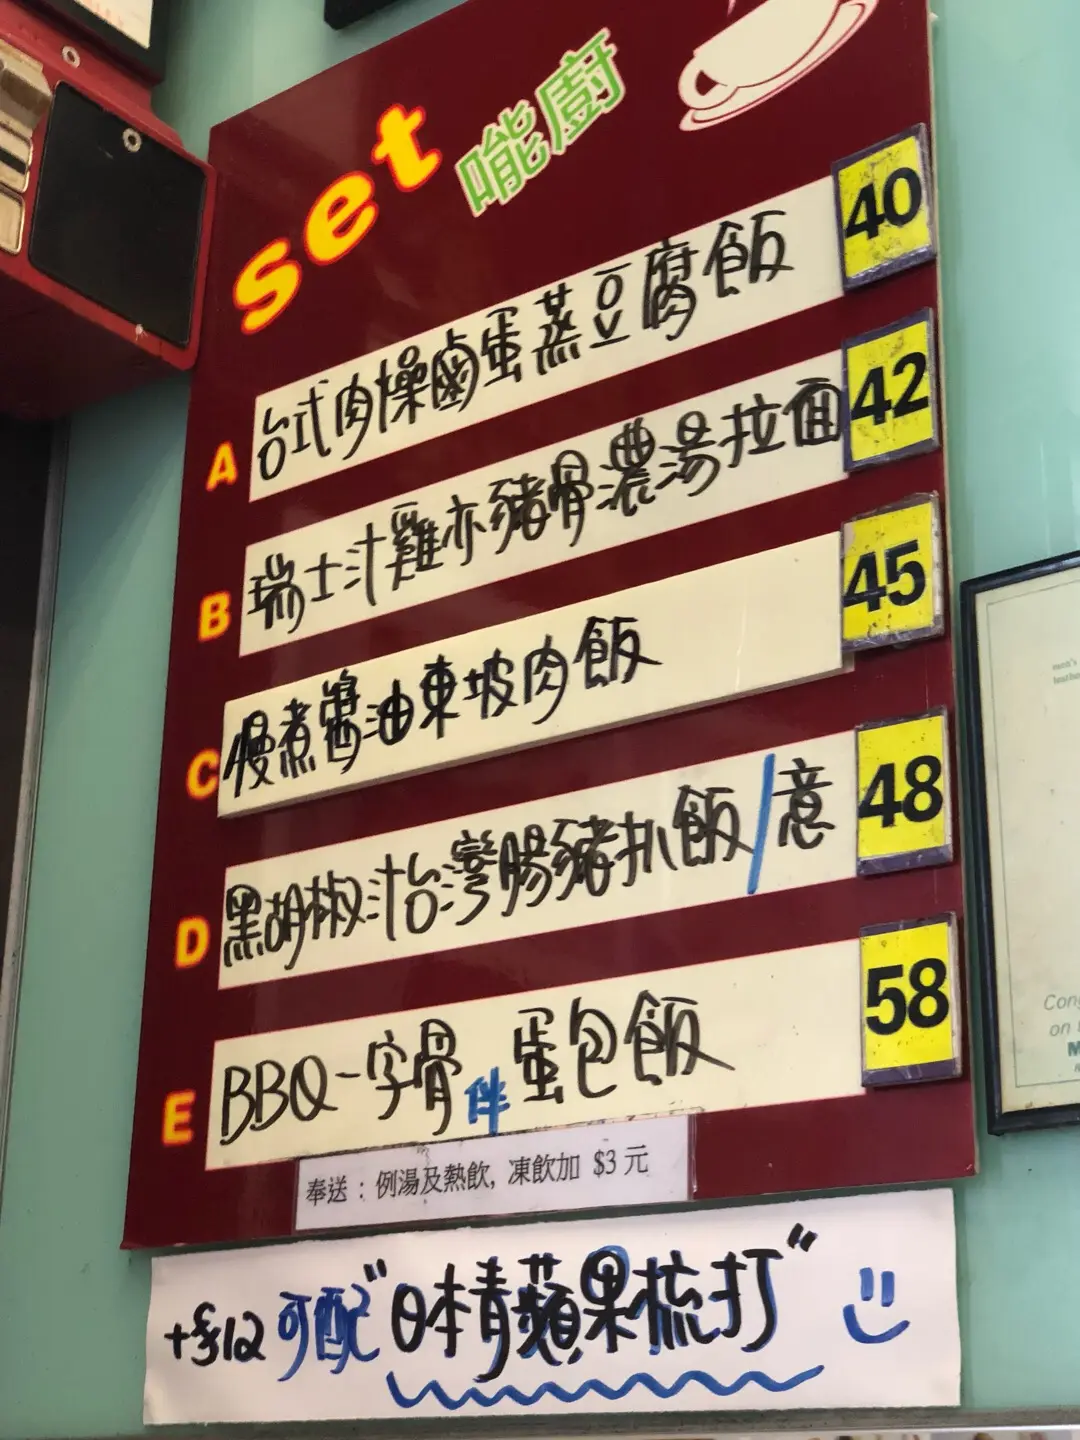 set 嚨廚
A 台式肉燥鹵蛋蒸豆腐飯 40
B 瑞士汁雞亦豬骨濃湯拉面 42
C 慢煮醬油東坡肉飯 45
D 黑胡椒汁台灣腸豬扒飯/意 48
E BBQ一字骨伴蛋包飯 58
奉送：例湯及熱飲, 凍飲加 $3 元
+$12 可配"日本青蘋果梳打"
Con
on
M